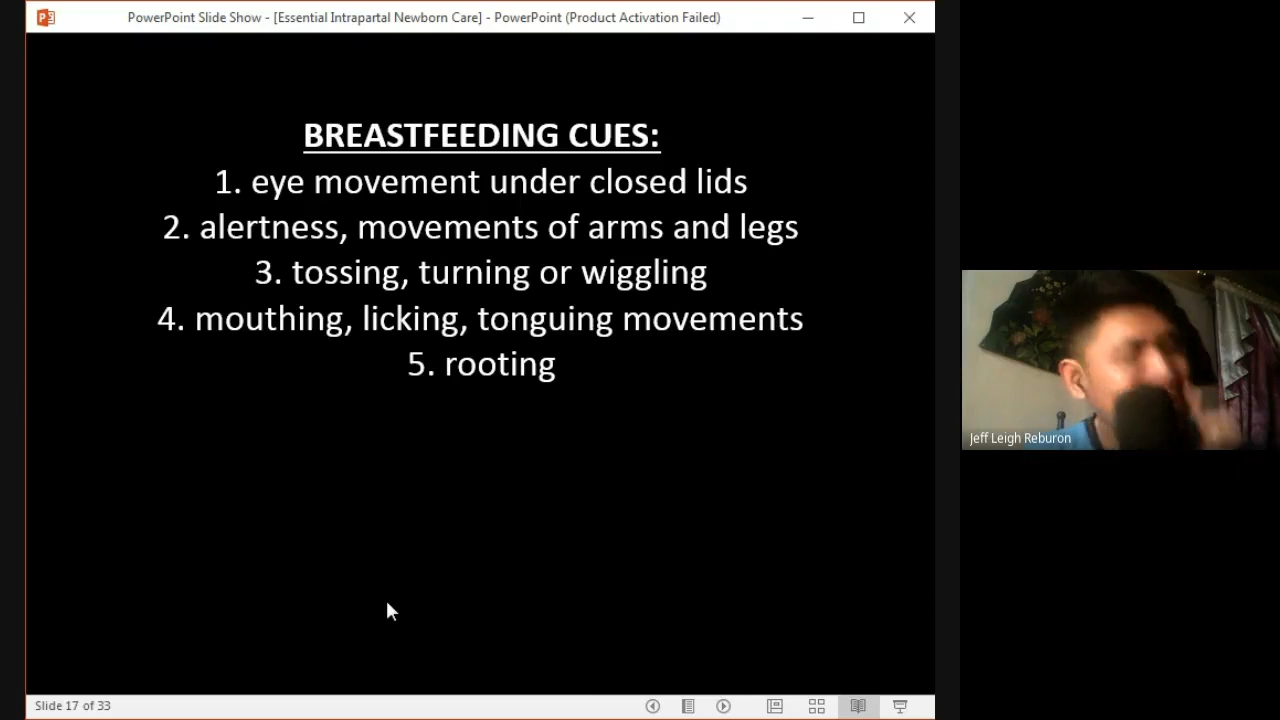 PowerPoint Slide Show - [Essential Intrapartal Newborn Care] - PowerPoint (Product Activation Failed)
BREASTFEEDING CUES:
1. eye movement under closed lids
2. alertness, movements of arms and legs
3. tossing, turning or wiggling
4. mouthing, licking, tonguing movements
5. rooting
Jeff Leigh Reburon
Slide 17 of 33